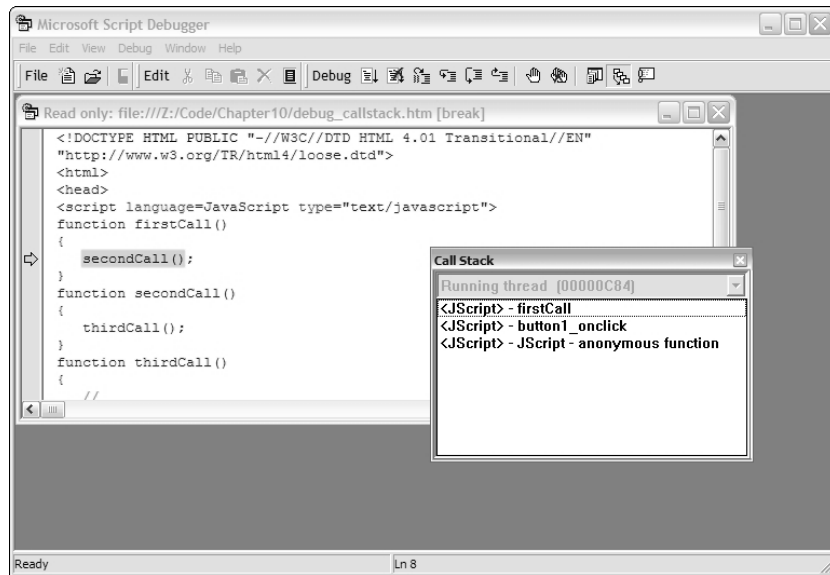 Microsoft Script Debugger
File Edit View Debug Window Help
File Edit Debug
Read only: file:///Z:/Code/Chapter10/debug_callstack.htm [break]
<!DOCTYPE HTML PUBLIC "-//W3C//DTD HTML 4.01 Transitional//EN"
"http://www.w3.org/TR/html4/loose.dtd">
<html>
<head>
<script language=JavaScript type="text/javascript">
function firstCall()
{
secondCall();
}
function secondCall()
{
thirdCall();
}
function thirdCall()
{
//
Call Stack
Running thread (00000C84)
<JScript> - firstCall
<JScript> - button1_onclick
<JScript> - JScript - anonymous function
Ready Ln 8